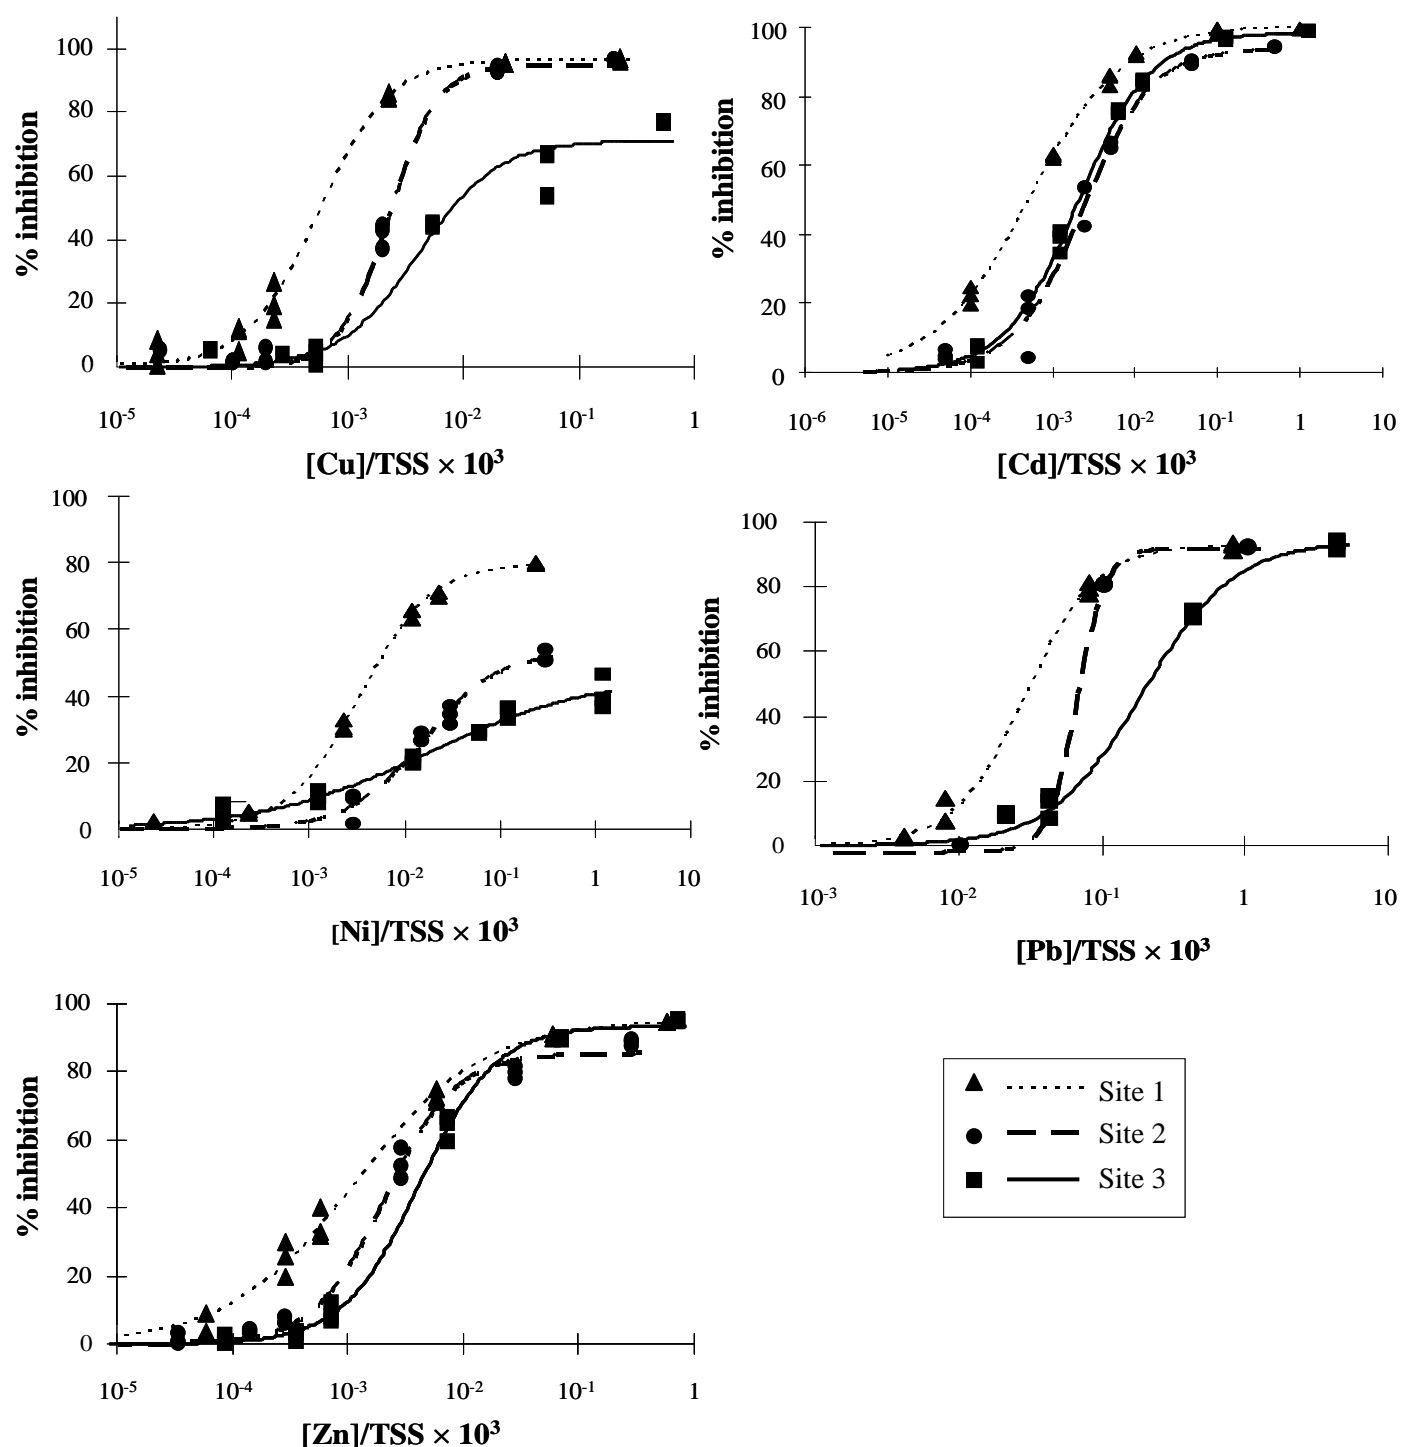 % inhibition
100
80
60
40
20
0
10-5 10-4 10-3 10-2 10-1 1
[Cu]/TSS × 10³
% inhibition
100
80
60
40
20
0
10-6 10-5 10-4 10-3 10-2 10-1 1 10
[Cd]/TSS × 10³
% inhibition
100
80
60
40
20
0
10-5 10-4 10-3 10-2 10-1 1 10
[Ni]/TSS × 10³
% inhibition
100
80
60
40
20
0
10-3 10-2 10-1 1 10
[Pb]/TSS × 10³
% inhibition
100
80
60
40
20
0
10-5 10-4 10-3 10-2 10-1 1
[Zn]/TSS × 10³
Site 1
Site 2
Site 3